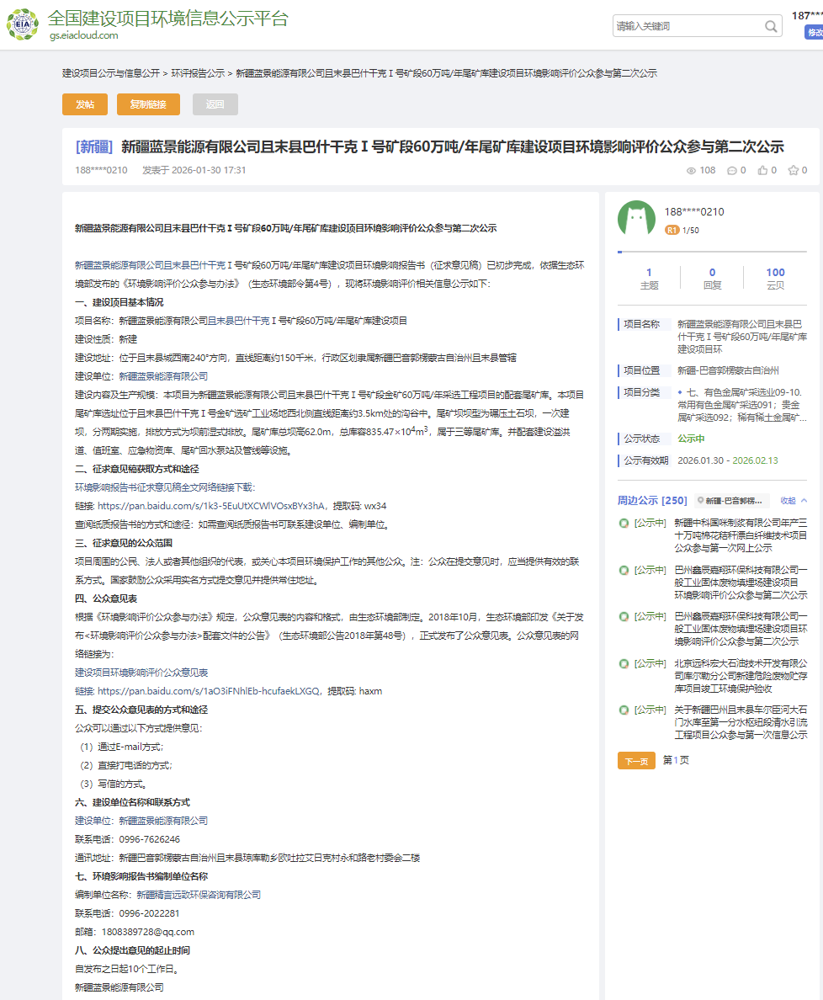 EIA
全国建设项目环境信息公示平台
gs.eiacloud.com
请输入关键词
187***
修改
建设项目公示与信息公开 > 环评报告公示 > 新疆蓝景能源有限公司且末县巴什干克Ⅰ号矿段60万吨/年尾矿库建设项目环境影响评价公众参与第二次公示
发帖
复制链接
返回
[新疆] 新疆蓝景能源有限公司且末县巴什干克Ⅰ号矿段60万吨/年尾矿库建设项目环境影响评价公众参与第二次公示
188****0210 发表于 2026-01-30 17:31
108 0 0 0
新疆蓝景能源有限公司且末县巴什干克Ⅰ号矿段60万吨/年尾矿库建设项目环境影响评价公众参与第二次公示
新疆蓝景能源有限公司且末县巴什干克Ⅰ号矿段60万吨/年尾矿库建设项目环境影响报告书（征求意见稿）已初步完成，依据生态环
境部发布的《环境影响评价公众参与办法》（生态环境部令第4号），现将环境影响评价相关信息公示如下：
一、建设项目基本情况
项目名称：新疆蓝景能源有限公司且末县巴什干克Ⅰ号矿段60万吨/年尾矿库建设项目
建设性质：新建
建设地址：位于且末县城西南240°方向，直线距离约150千米，行政区划隶属新疆巴音郭楞蒙古自治州且末县管辖
建设单位：新疆蓝景能源有限公司
建设内容及生产规模：本项目为新疆蓝景能源有限公司且末县巴什干克Ⅰ号矿段金矿60万吨/年采选工程项目的配套尾矿库。本项目
尾矿库选址位于且末县巴什干克Ⅰ号金矿选矿工业场地西北侧直线距离约3.5km处的沟谷中。尾矿坝坝型为碾压土石坝，一次建
坝，分两期实施，排放方式为坝前湿式排放。尾矿库总坝高62.0m，总库容835.47×10⁴m³，属于三等尾矿库。并配套建设溢洪
道、值班室、应急物资库、尾矿回水泵站及管线等设施。
二、征求意见稿获取方式和途径
环境影响报告书征求意见稿全文网络链接下载：
链接: https://pan.baidu.com/s/1k3-5EuUtXCWlVOsxBYx3hA，提取码: wx34
查阅纸质报告书的方式和途径：如需查阅纸质报告书可联系建设单位、编制单位。
三、征求意见的公众范围
项目周围的公民、法人或者其他组织的代表，或关心本项目环境保护工作的其他公众。注：公众在提交意见时，应当提供有效的联
系方式。国家鼓励公众采用实名方式提交意见并提供常住地址。
四、公众意见表
根据《环境影响评价公众参与办法》规定，公众意见表的内容和格式，由生态环境部制定。2018年10月，生态环境部印发《关于发
布<环境影响评价公众参与办法>配套文件的公告》（生态环境部公告2018年第48号），正式发布了公众意见表。公众意见表的网
络链接为：
建设项目环境影响评价公众意见表
链接: https://pan.baidu.com/s/1aO3iFNhlEb-hcufaekLXGQ，提取码: haxm
五、提交公众意见表的方式和途径
公众可以通过以下方式提供意见：
（1）通过E-mail方式；
（2）直接打电话的方式；
（3）写信的方式。
六、建设单位名称和联系方式
建设单位：新疆蓝景能源有限公司
联系电话：0996-7626246
通讯地址：新疆巴音郭楞蒙古自治州且末县琼库勒乡欧吐拉艾日克村永和路老村委会二楼
七、环境影响报告书编制单位名称
编制单位名称：新疆精言远致环保咨询有限公司
联系电话：0996-2022281
邮箱：1808389728@qq.com
八、公众提出意见的起止时间
自发布之日起10个工作日。
新疆蓝景能源有限公司
188****0210
R1 1/50
1 0 100
主题 回复 云贝
项目名称 新疆蓝景能源有限公司且末县巴
什干克Ⅰ号矿段60万吨/年尾矿库
建设项目环
项目位置 新疆-巴音郭楞蒙古自治州
项目分类 七、有色金属矿采选业09-10.
常用有色金属矿采选091；贵金
属矿采选092；稀有稀土金属矿...
公示状态 公示中
公示有效期 2026.01.30 - 2026.02.13
周边公示 [250] 新疆-巴音郭楞... 收起
[公示中] 新疆中科国咪制浆有限公司年产三
十万吨棉花秸秆漂白纤维技术项目
公众参与第一次网上公示
[公示中] 巴州鑫辰嘉翔环保科技有限公司一
般工业固体废物填埋场建设项目
环境影响评价公众参与第二次公示
[公示中] 巴州鑫辰嘉翔环保科技有限公司一
般工业固体废物填埋场建设项目环
境影响评价公众参与第二次公示
[公示中] 北京远科宏大石油技术开发有限公
司库尔勒分公司新建危险废物贮存
库项目竣工环境保护验收
[公示中] 关于新疆巴州且末县车尔臣河大石
门水库至第一分水枢纽段清水引流
工程项目公众参与第一次信息公示
下一页 第1页